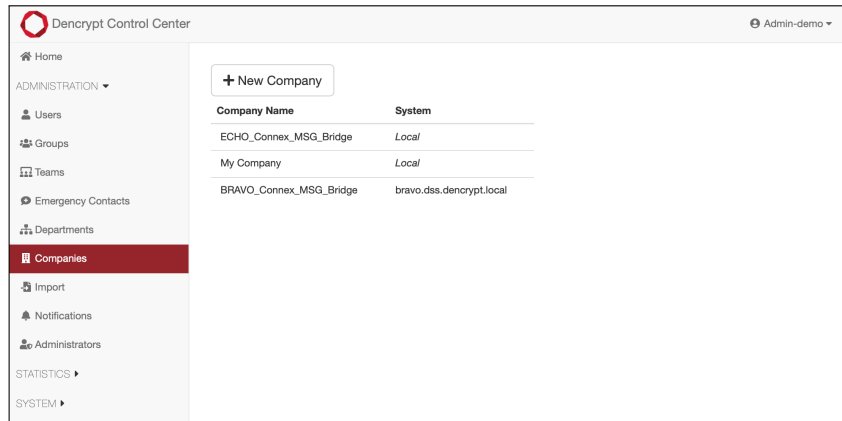 Dencrypt Control Center
Admin-demo
Home
ADMINISTRATION
Users
Groups
Teams
Emergency Contacts
Departments
Companies
Import
Notifications
Administrators
STATISTICS
SYSTEM
+ New Company
Company Name System
ECHO_Connex_MSG_Bridge Local
My Company Local
BRAVO_Connex_MSG_Bridge bravo.dss.dencrypt.local